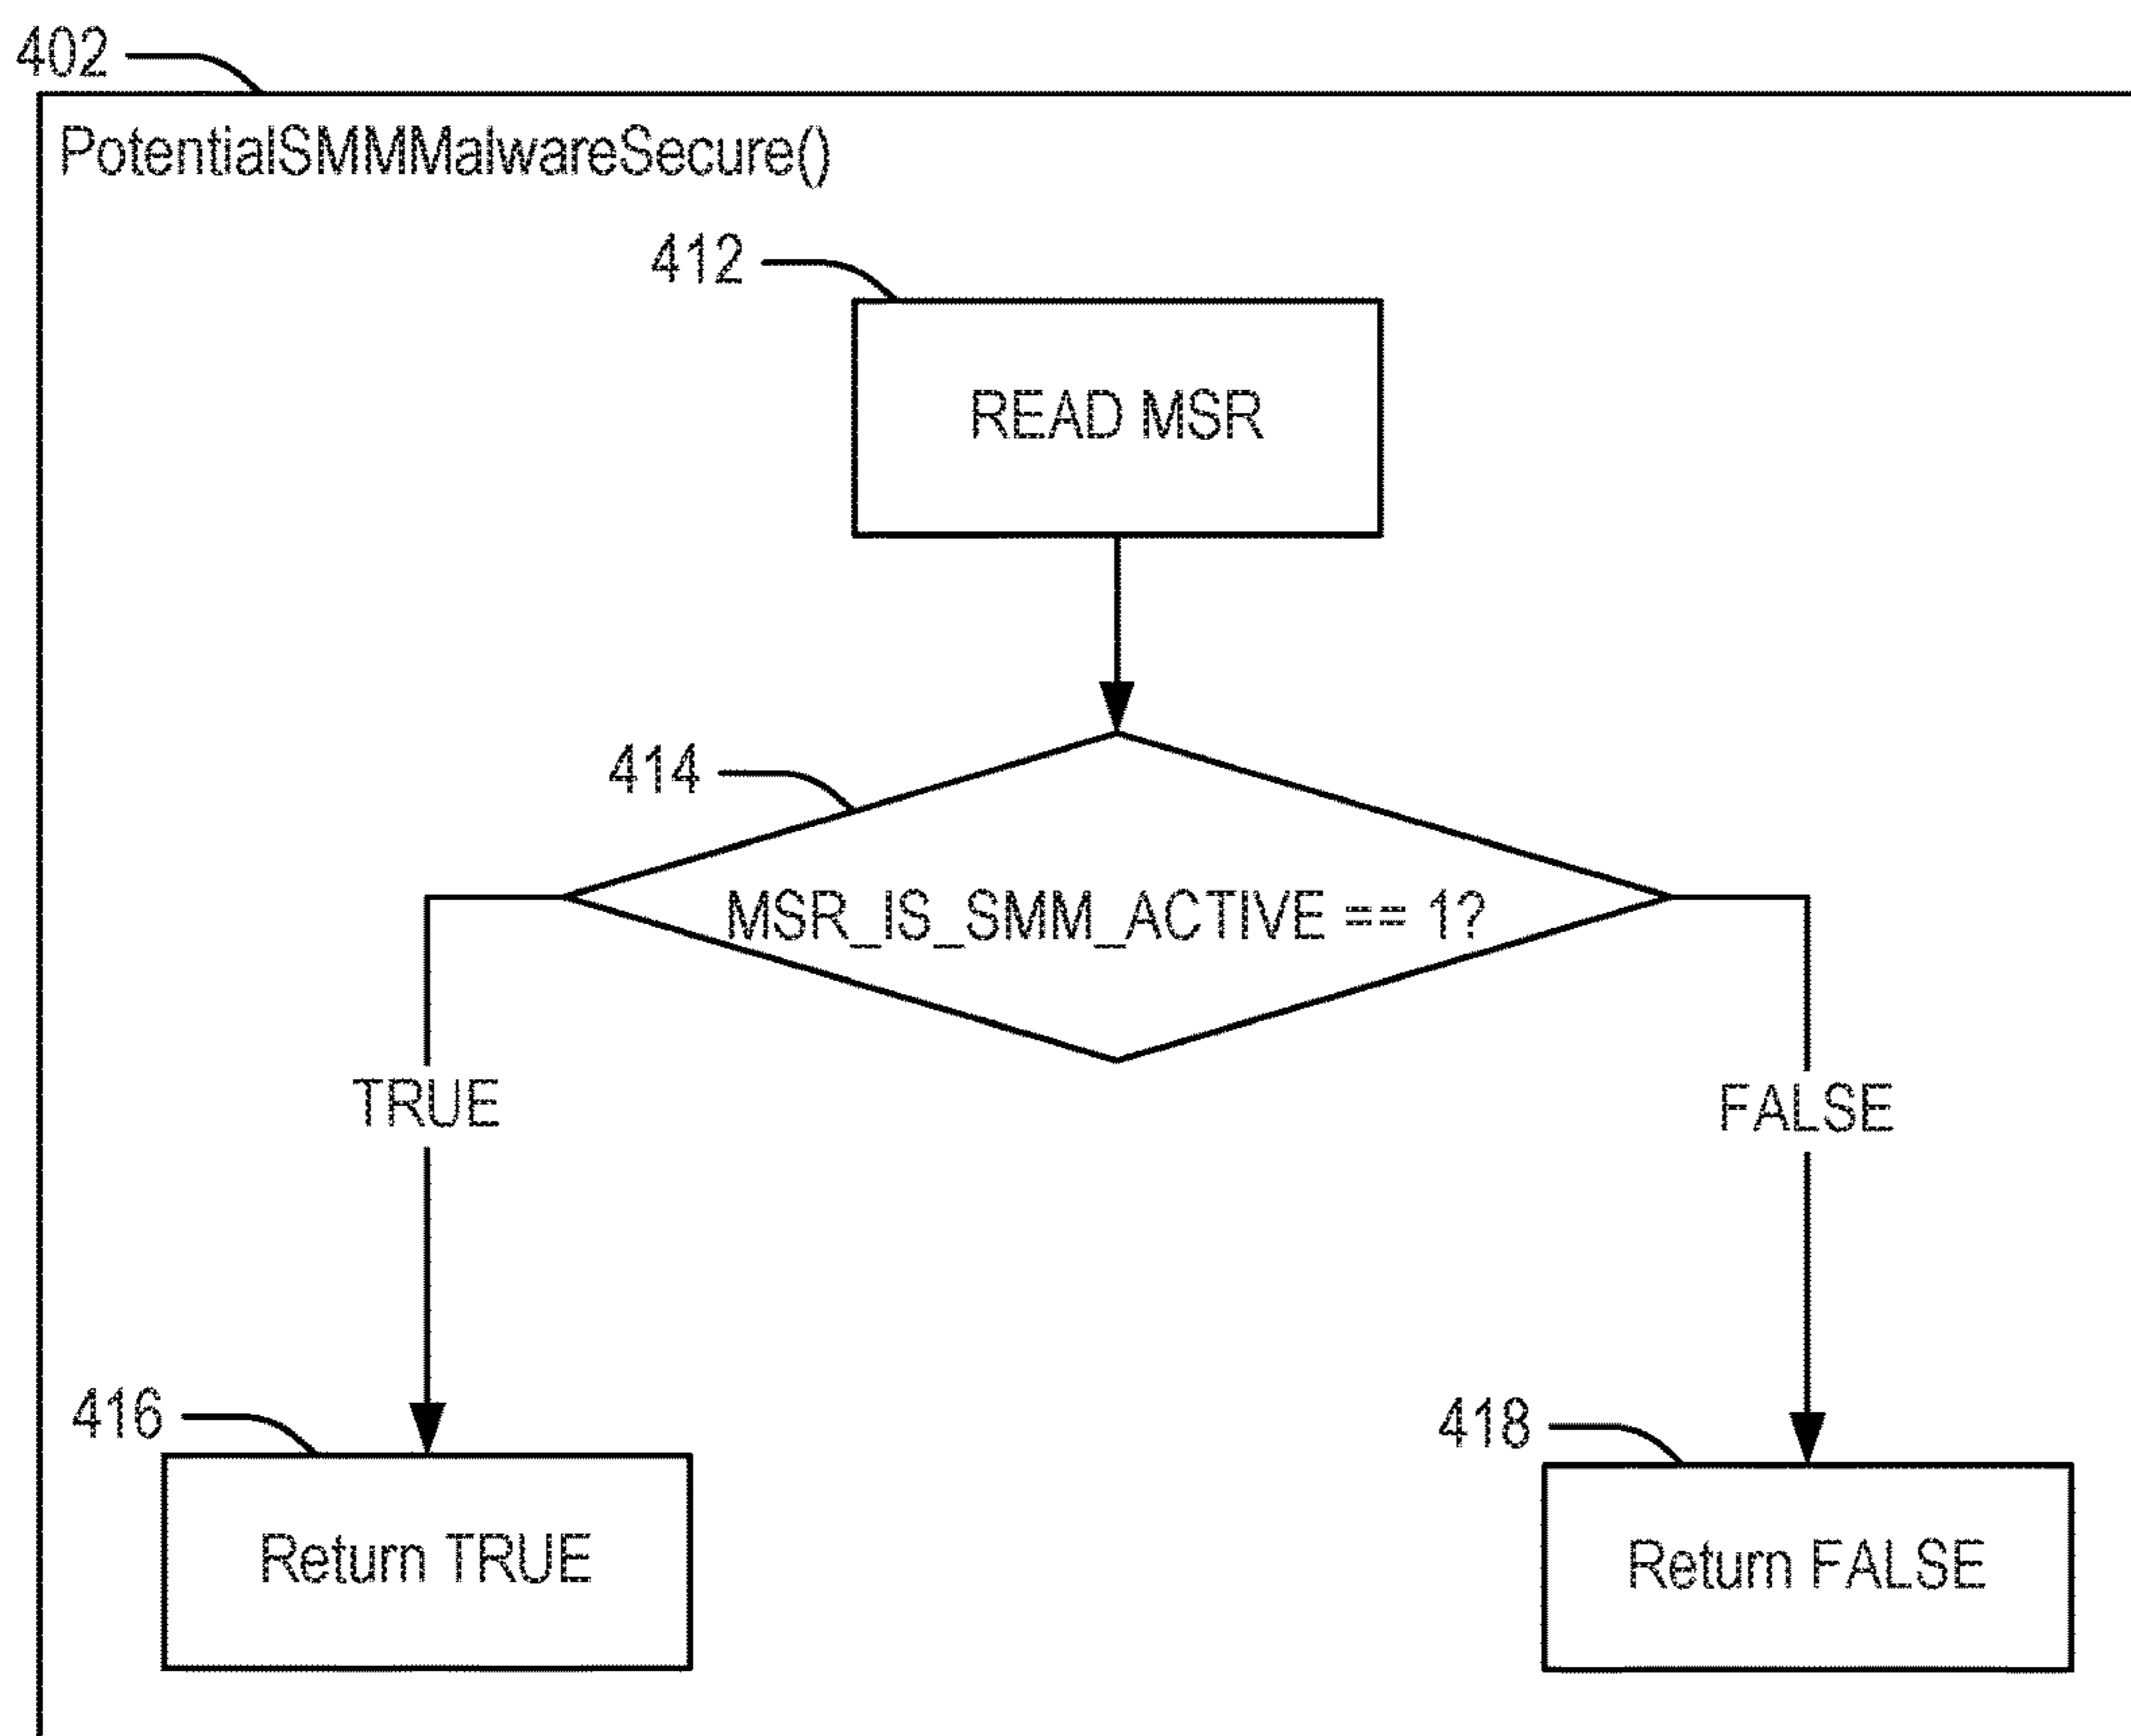 402
PotentialSMMMalwareSecure()
412
READ MSR
414
MSR_IS_SMM_ACTIVE == 1?
TRUE
FALSE
416
418
Return TRUE
Return FALSE